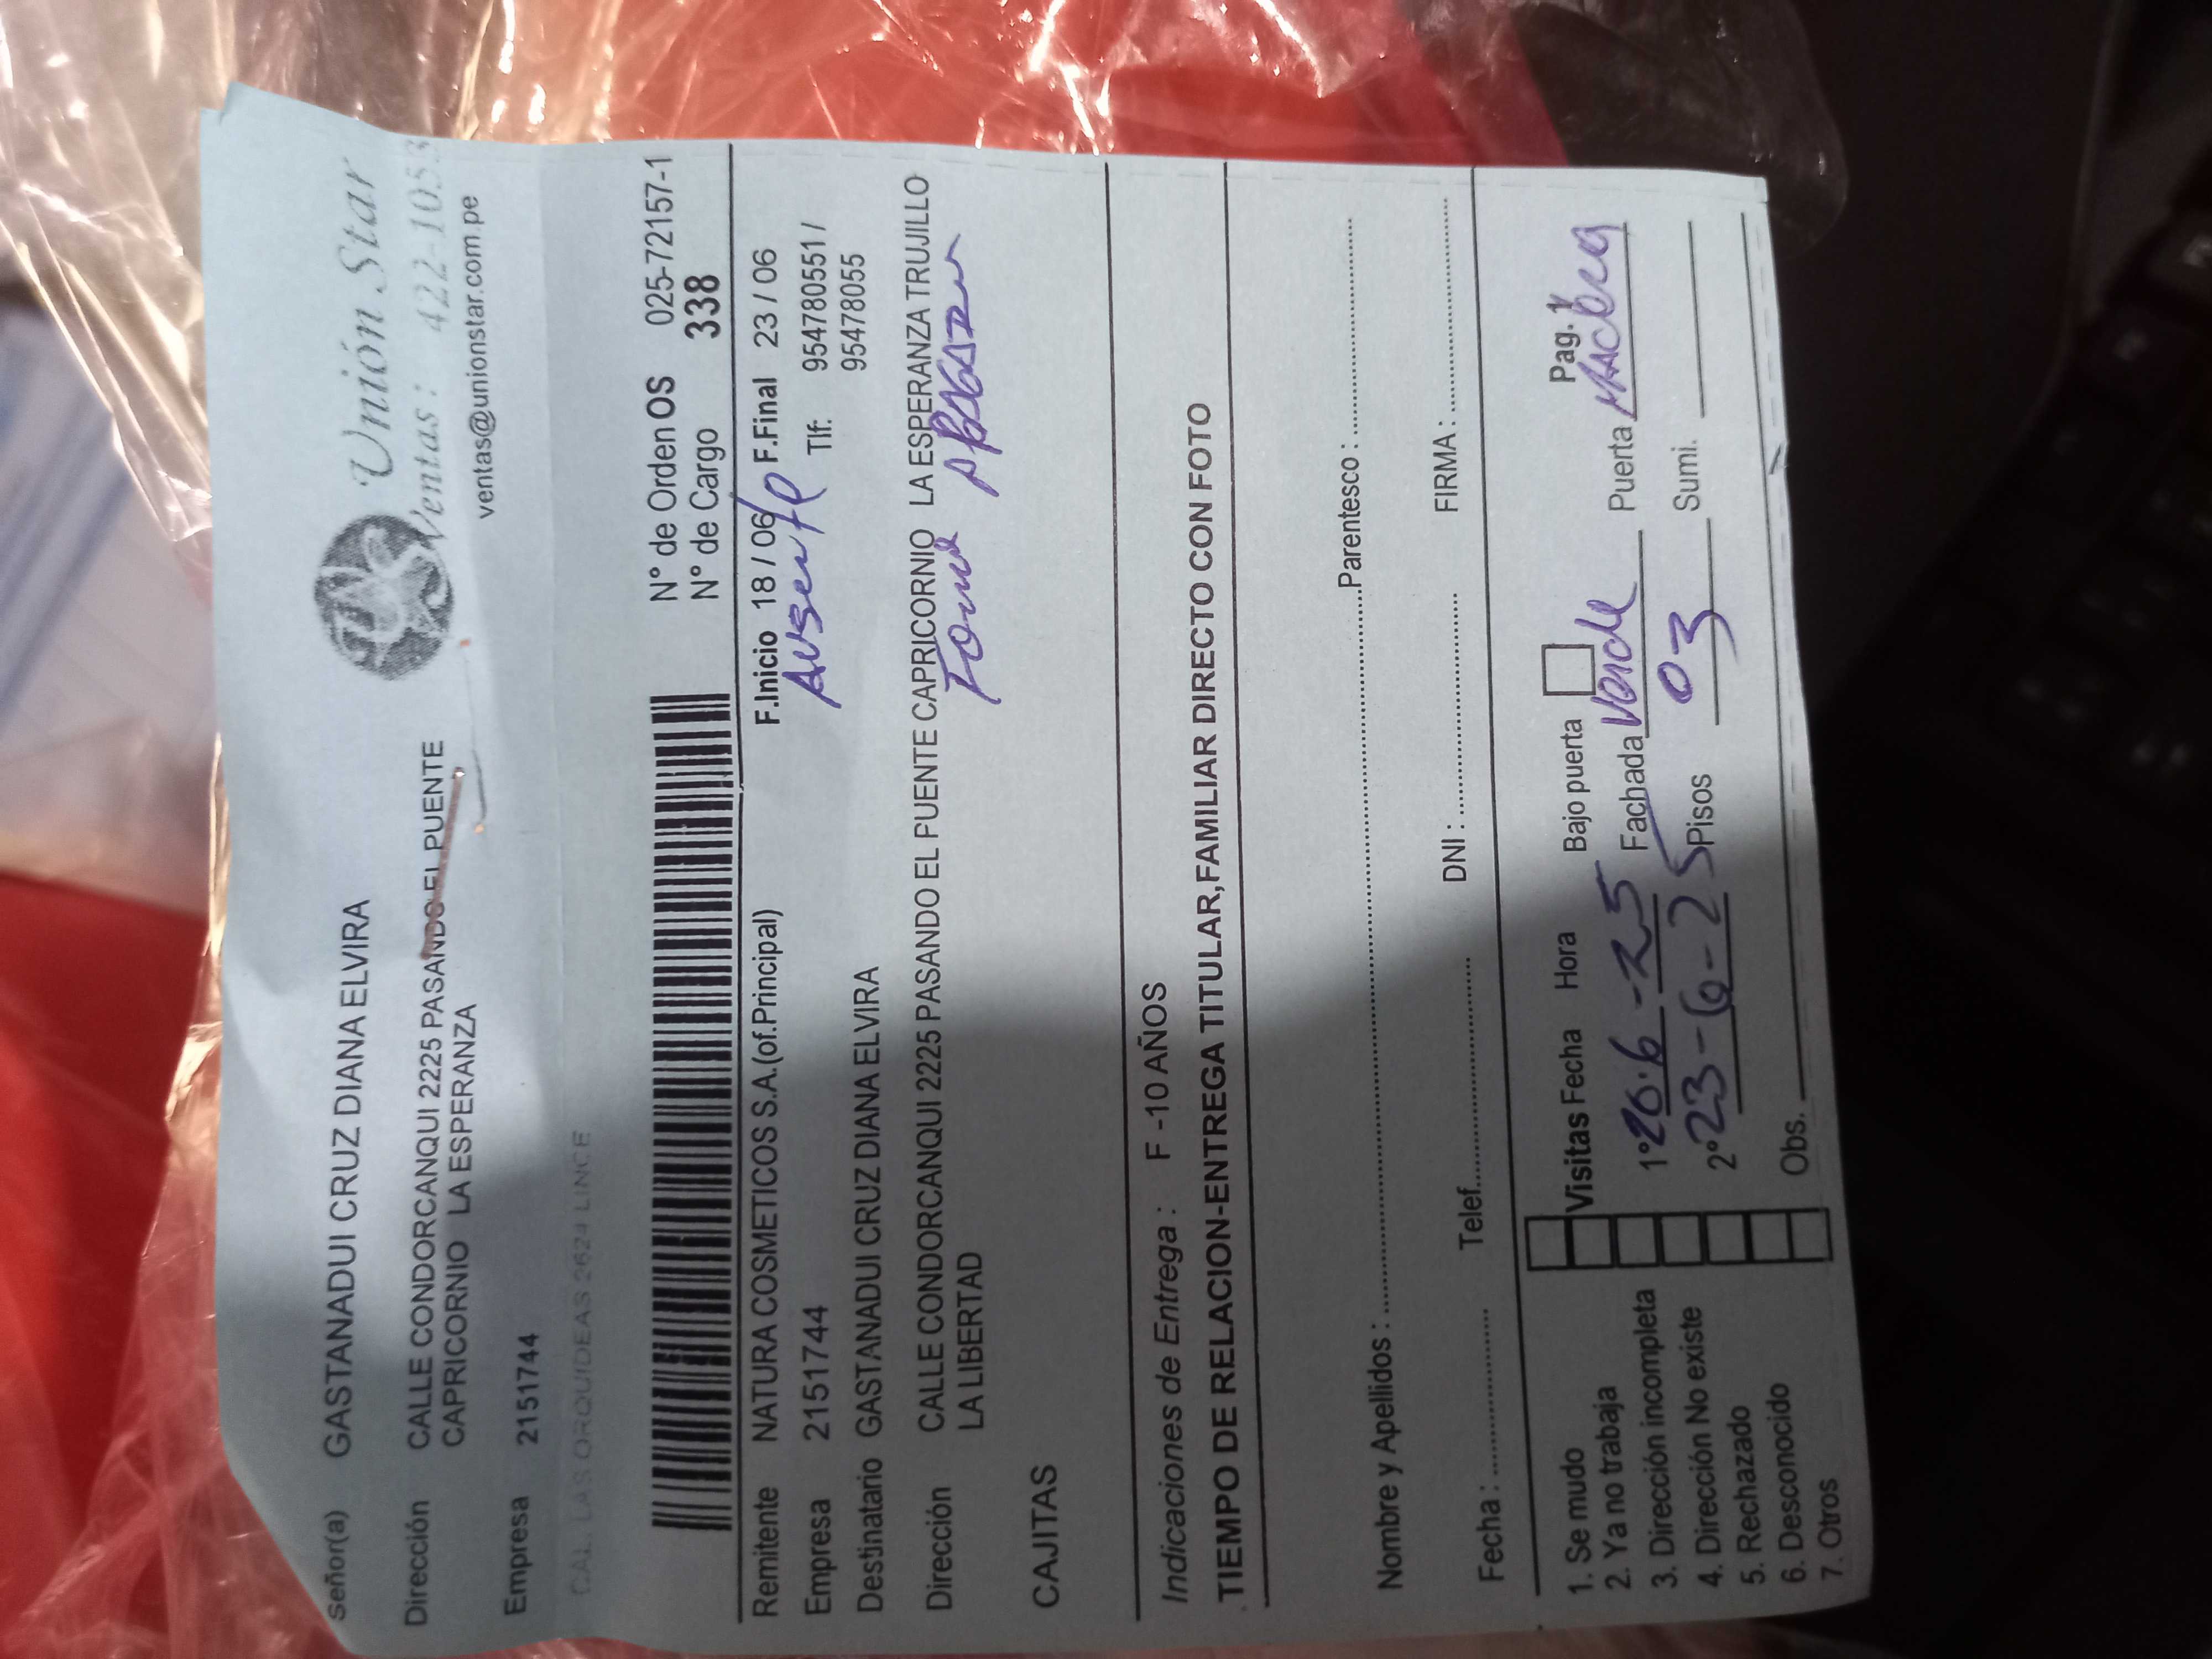 señor(a) GASTANADUI CRUZ DIANA ELVIRA
Unión Star
Ventas: 422-1053
ventas@unionstar.com.pe
Dirección CALLE CONDORCANQUI 2225 PASANDO EL PUENTE
CAPRICORNIO LA ESPERANZA
Empresa 2151744
CAL. LAS ORQUIDEAS 2624 LINCE
N° de Orden OS 025-72157-1
N° de Cargo 338
Remitente NATURA COSMETICOS S.A.(of.Principal) F.Inicio 18 / 06 F.Final 23 / 06
Ausente
Empresa 2151744 Tlf: 954780551 /
95478055
Destinatario GASTANADUI CRUZ DIANA ELVIRA
Dirección CALLE CONDORCANQUI 2225 PASANDO EL PUENTE CAPRICORNIO LA ESPERANZA TRUJILLO
LA LIBERTAD
CAJITAS
Indicaciones de Entrega : F -10 AÑOS
TIEMPO DE RELACION-ENTREGA TITULAR,FAMILIAR DIRECTO CON FOTO
Nombre y Apellidos : Parentesco :
Fecha : Telef. DNI : FIRMA :
1. Se mudo
2. Ya no trabaja
3. Dirección incompleta
4. Dirección No existe
5. Rechazado
6. Desconocido
7. Otros
Visitas Fecha Hora Bajo puerta Pag. 1
1° 20.6-25 Fachada Verde Puerta
2° 23-6-25 Pisos 03 Sumi.
Obs.